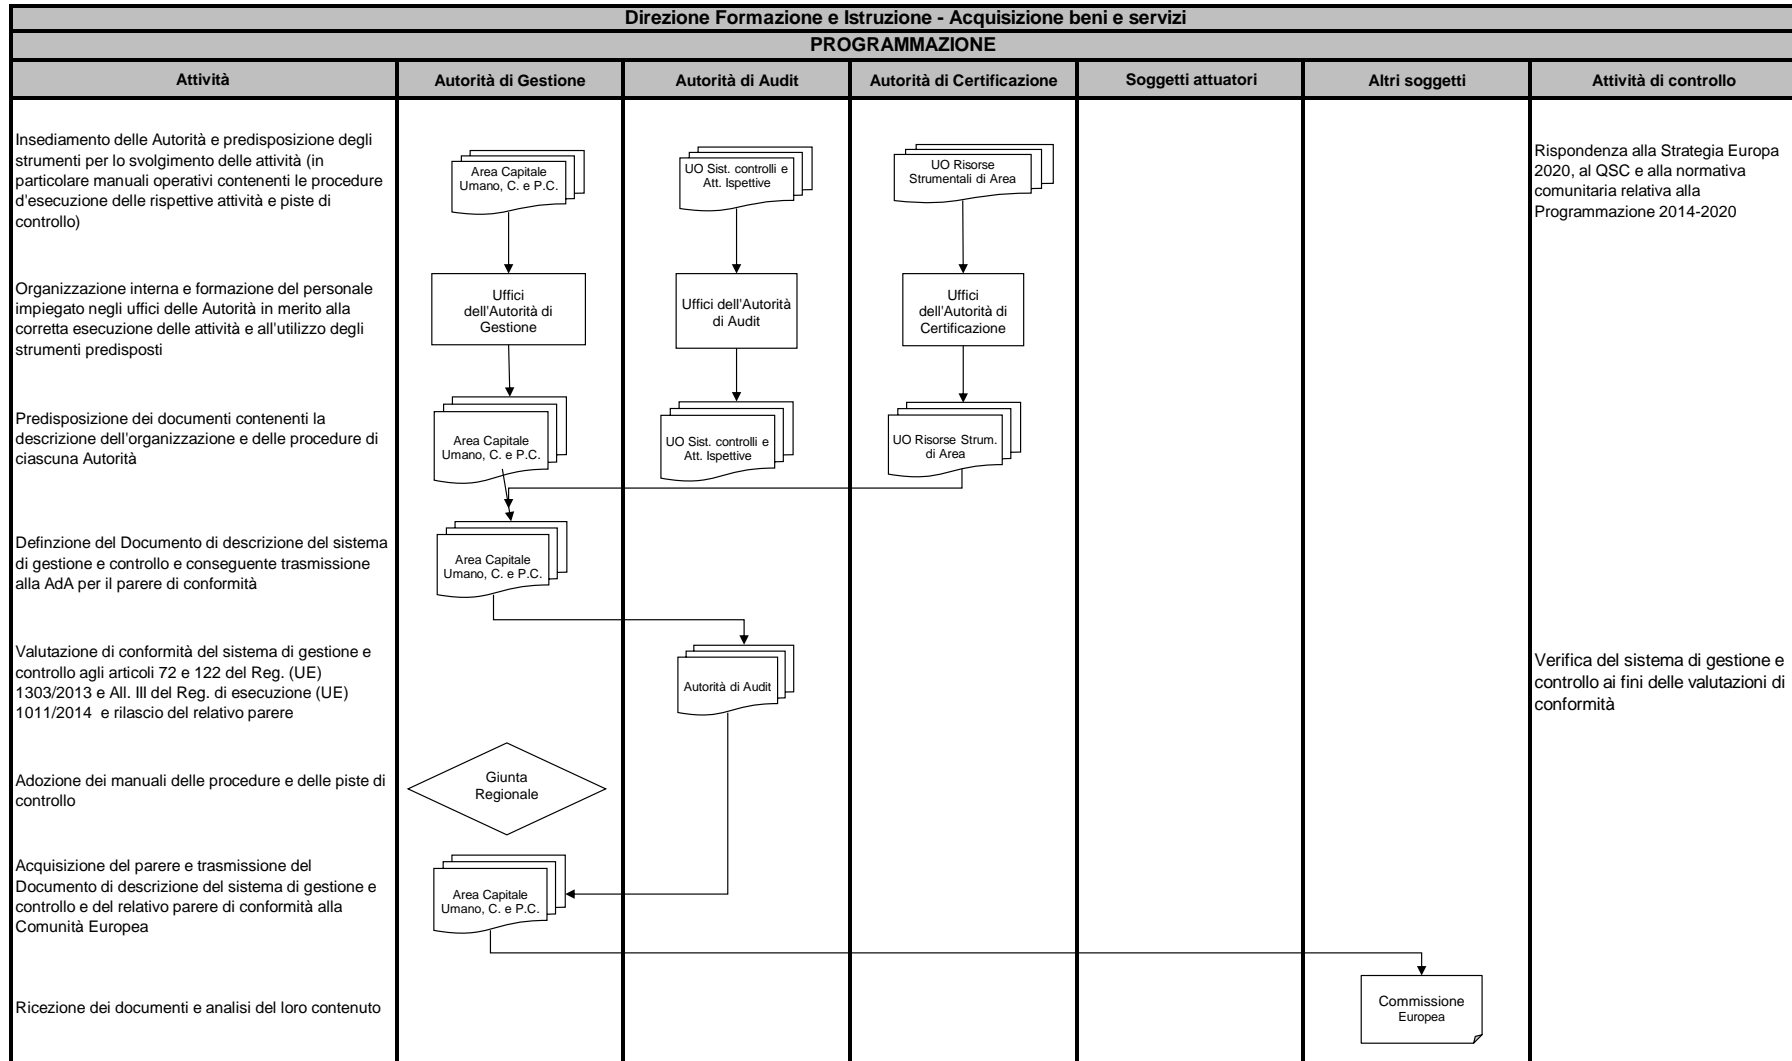 Direzione Formazione e Istruzione - Acquisizione beni e servizi
PROGRAMMAZIONE
Attività
Autorità di Gestione
Autorità di Audit
Autorità di Certificazione
Soggetti attuatori
Altri soggetti
Attività di controllo
Insediamento delle Autorità e predisposizione degli
strumenti per lo svolgimento delle attività (in
particolare manuali operativi contenenti le procedure
d'esecuzione delle rispettive attività e piste di
controllo)
Area Capitale
Umano, C. e P.C.
UO Sist. controlli e
Att. Ispettive
UO Risorse
Strumentali di Area
Rispondenza alla Strategia Europa
2020, al QSC e alla normativa
comunitaria relativa alla
Programmazione 2014-2020
Organizzazione interna e formazione del personale
impiegato negli uffici delle Autorità in merito alla
corretta esecuzione delle attività e all'utilizzo degli
strumenti predisposti
Uffici
dell'Autorità di
Gestione
Uffici dell'Autorità
di Audit
Uffici
dell'Autorità di
Certificazione
Predisposizione dei documenti contenenti la
descrizione dell'organizzazione e delle procedure di
ciascuna Autorità
Area Capitale
Umano, C. e P.C.
UO Sist. controlli e
Att. Ispettive
UO Risorse Strum.
di Area
Definzione del Documento di descrizione del sistema
di gestione e controllo e conseguente trasmissione
alla AdA per il parere di conformità
Area Capitale
Umano, C. e P.C.
Valutazione di conformità del sistema di gestione e
controllo agli articoli 72 e 122 del Reg. (UE)
1303/2013 e All. III del Reg. di esecuzione (UE)
1011/2014 e rilascio del relativo parere
Autorità di Audit
Verifica del sistema di gestione e
controllo ai fini delle valutazioni di
conformità
Adozione dei manuali delle procedure e delle piste di
controllo
Giunta
Regionale
Acquisizione del parere e trasmissione del
Documento di descrizione del sistema di gestione e
controllo e del relativo parere di conformità alla
Comunità Europea
Area Capitale
Umano, C. e P.C.
Ricezione dei documenti e analisi del loro contenuto
Commissione
Europea